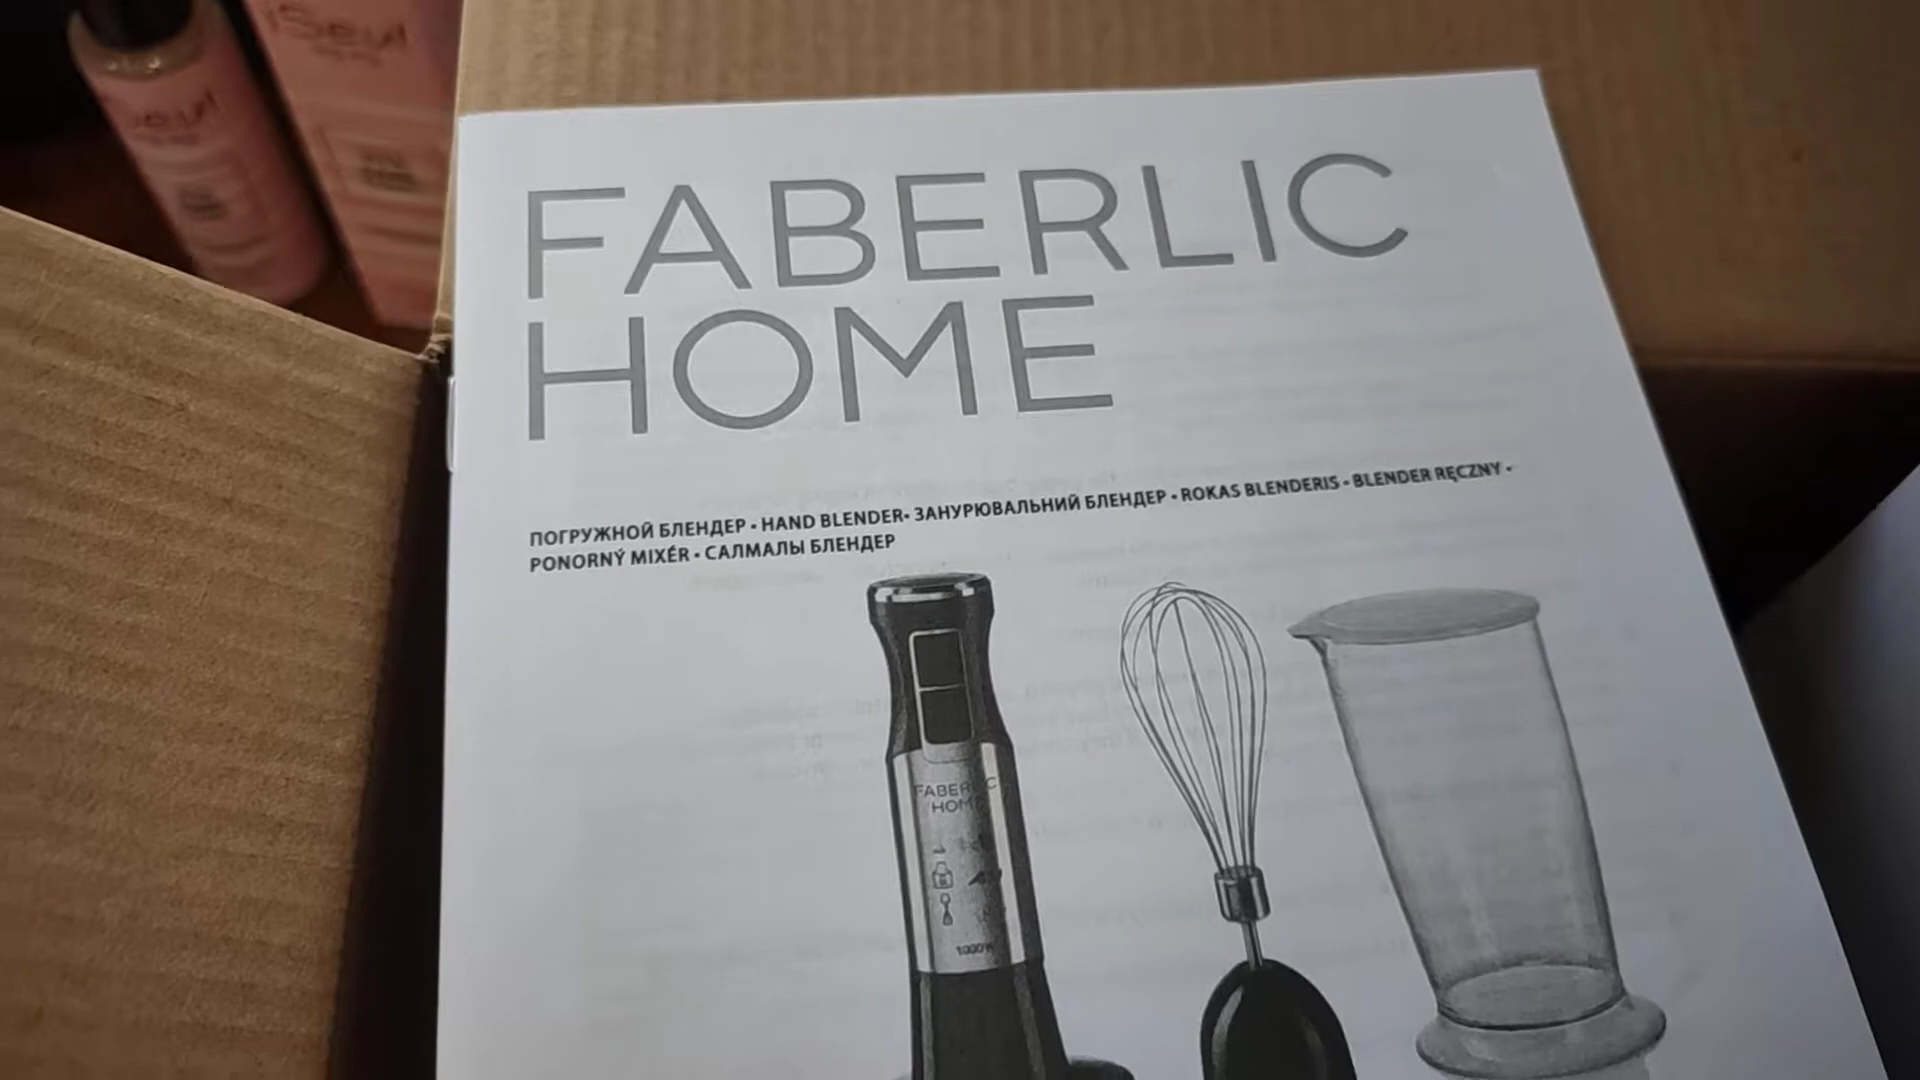 FABERLIC
HOME
ПОГРУЖНОЙ БЛЕНДЕР • HAND BLENDER• ЗАНУРЮВАЛЬНИЙ БЛЕНДЕР • ROKAS BLENDERIS • BLENDER RĘCZNY •
PONORNÝ MIXÉR • САЛМАЛЫ БЛЕНДЕР
FABERLIC
HOME
1000W